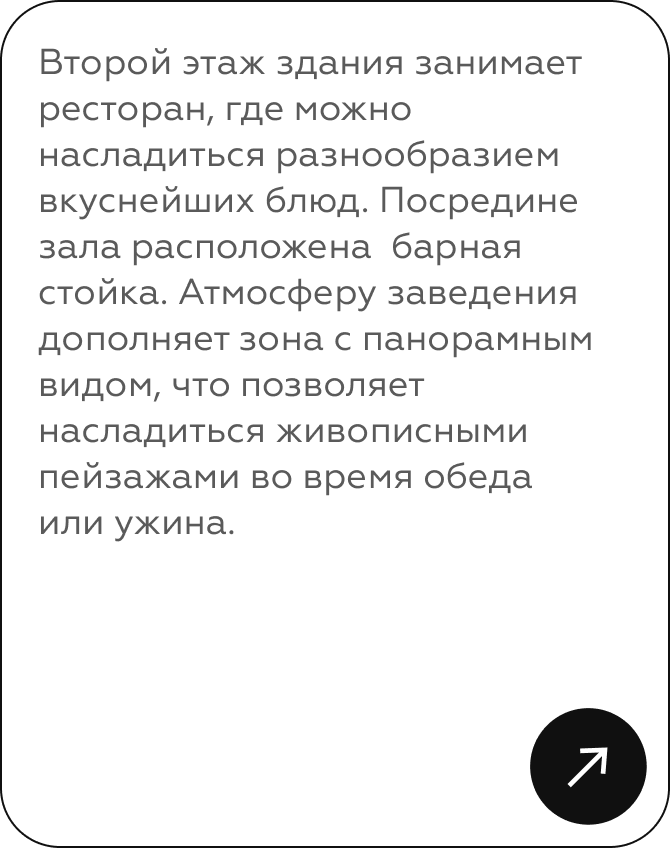 Второй этаж здания занимает
ресторан, где можно
насладиться разнообразием
вкуснейших блюд. Посредине
зала расположена  барная
стойка. Атмосферу заведения
дополняет зона с панорамным
видом, что позволяет
насладиться живописными
пейзажами во время обеда
или ужина.